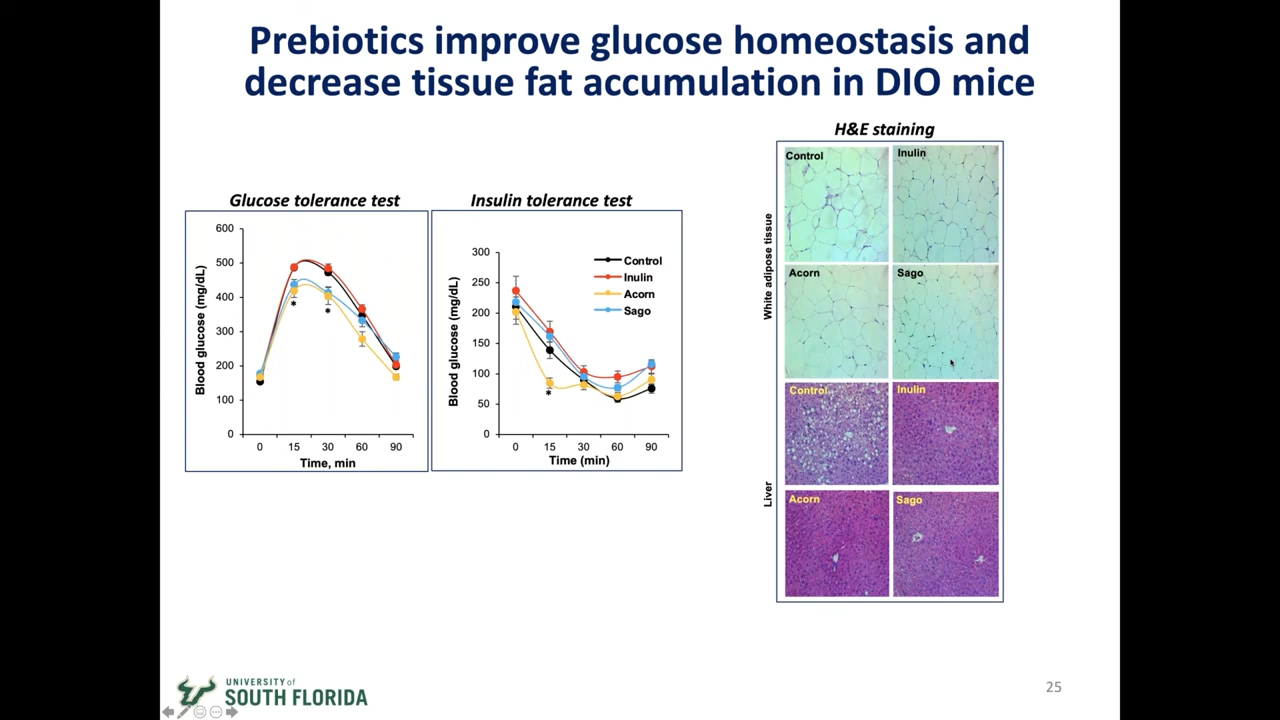 Prebiotics improve glucose homeostasis and
decrease tissue fat accumulation in DIO mice
Glucose tolerance test
600
500
400
300
200
100
0
Blood glucose (mg/dL)
*
*
0 15 30 60 90
Time, min
Insulin tolerance test
300
250
200
150
100
50
0
Blood glucose (mg/dL)
Control
Inulin
Acorn
Sago
*
0 15 30 60 90
Time (min)
H&E staining
White adipose tissue
Control
Inulin
Acorn
Sago
Liver
Control
Inulin
Acorn
Sago
UNIVERSITY of
SOUTH FLORIDA
25